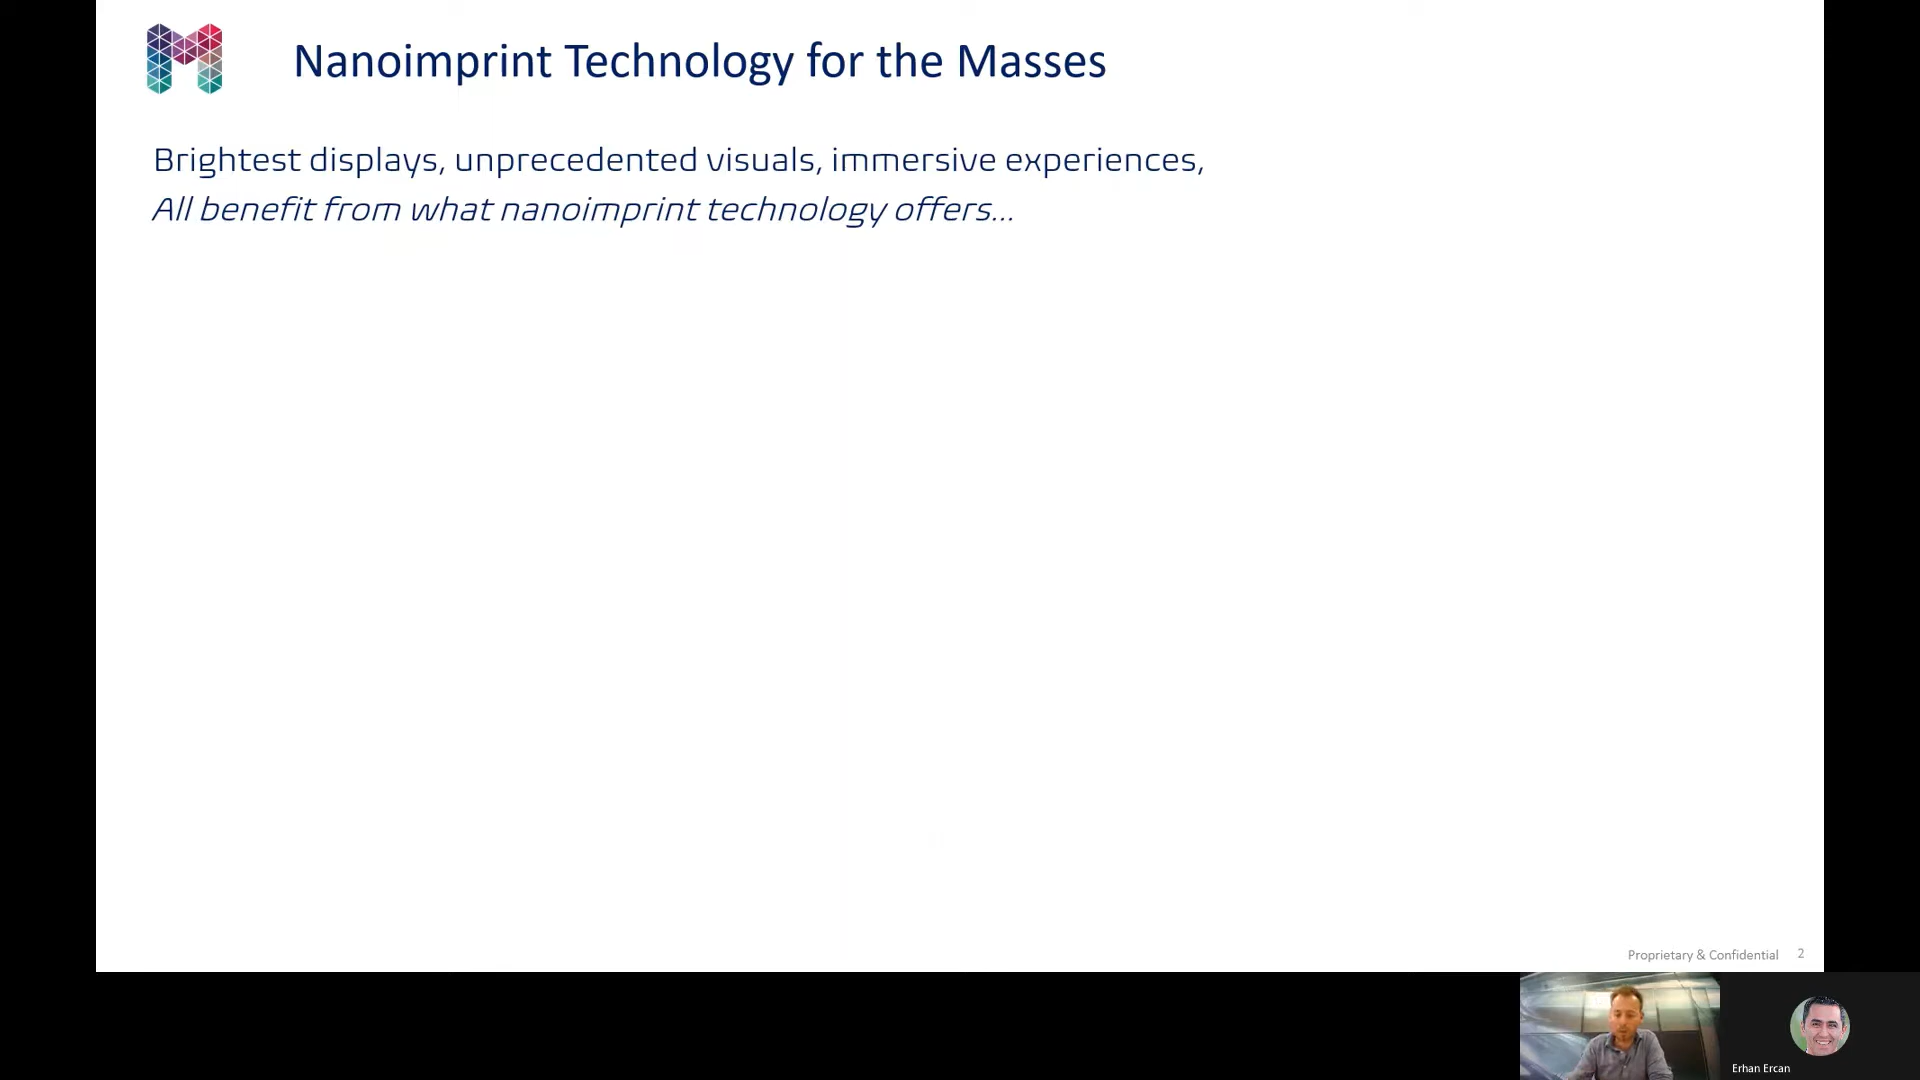 Nanoimprint Technology for the Masses
Brightest displays, unprecedented visuals, immersive experiences,
All benefit from what nanoimprint technology offers...
Proprietary & Confidential 2
Erhan Ercan